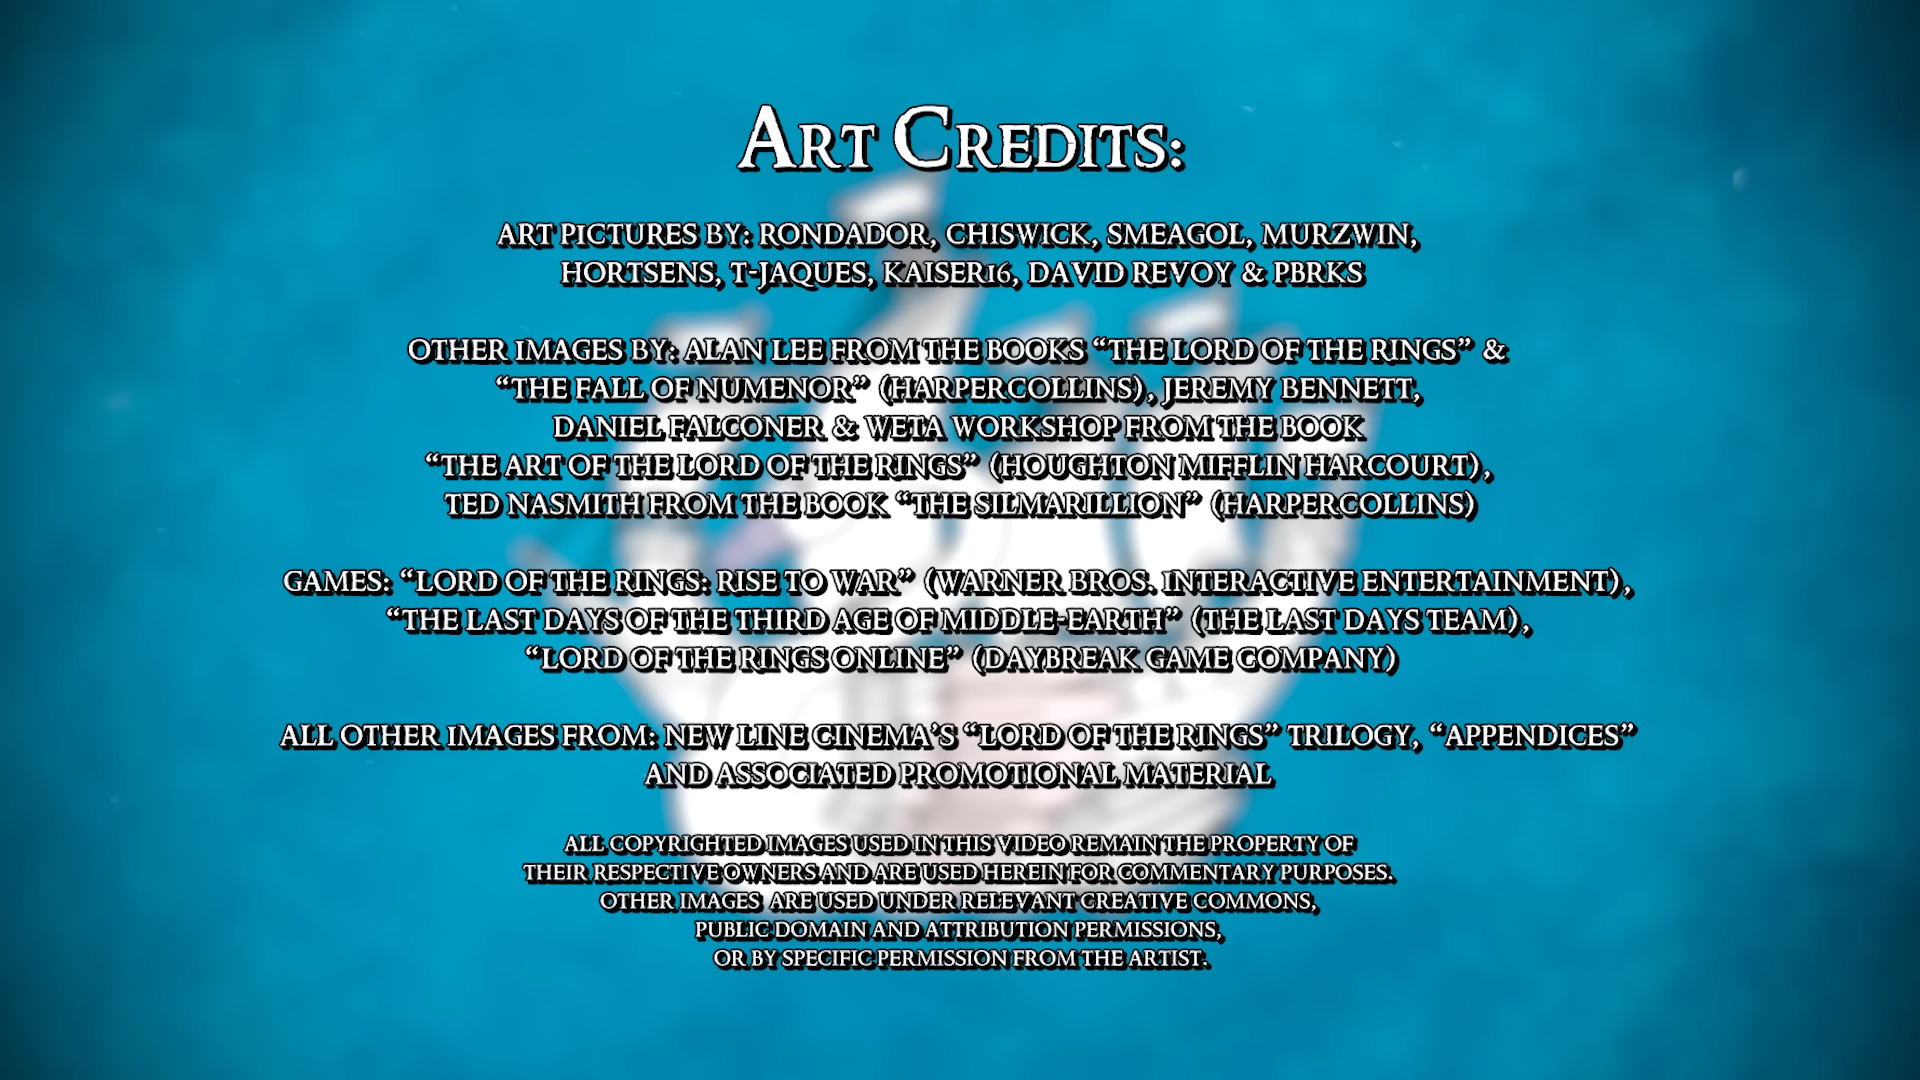 Art Credits:
ART PICTURES BY: RONDADOR, CHISWICK, SMEAGOL, MURZWIN,
HORTSENS, T-JAQUES, KAISER16, DAVID REVOY & PBRKS
OTHER IMAGES BY: ALAN LEE FROM THE BOOKS “THE LORD OF THE RINGS” &
“THE FALL OF NUMENOR” (HARPERCOLLINS), JEREMY BENNETT,
DANIEL FALCONER & WETA WORKSHOP FROM THE BOOK
“THE ART OF THE LORD OF THE RINGS” (HOUGHTON MIFFLIN HARCOURT),
TED NASMITH FROM THE BOOK “THE SILMARILLION” (HARPERCOLLINS)
GAMES: “LORD OF THE RINGS: RISE TO WAR” (WARNER BROS. INTERACTIVE ENTERTAINMENT),
“THE LAST DAYS OF THE THIRD AGE OF MIDDLE-EARTH” (THE LAST DAYS TEAM),
“LORD OF THE RINGS ONLINE” (DAYBREAK GAME COMPANY)
ALL OTHER IMAGES FROM: NEW LINE CINEMA’S “LORD OF THE RINGS” TRILOGY, “APPENDICES”
AND ASSOCIATED PROMOTIONAL MATERIAL
ALL COPYRIGHTED IMAGES USED IN THIS VIDEO REMAIN THE PROPERTY OF
THEIR RESPECTIVE OWNERS AND ARE USED HEREIN FOR COMMENTARY PURPOSES.
OTHER IMAGES ARE USED UNDER RELEVANT CREATIVE COMMONS,
PUBLIC DOMAIN AND ATTRIBUTION PERMISSIONS,
OR BY SPECIFIC PERMISSION FROM THE ARTIST.